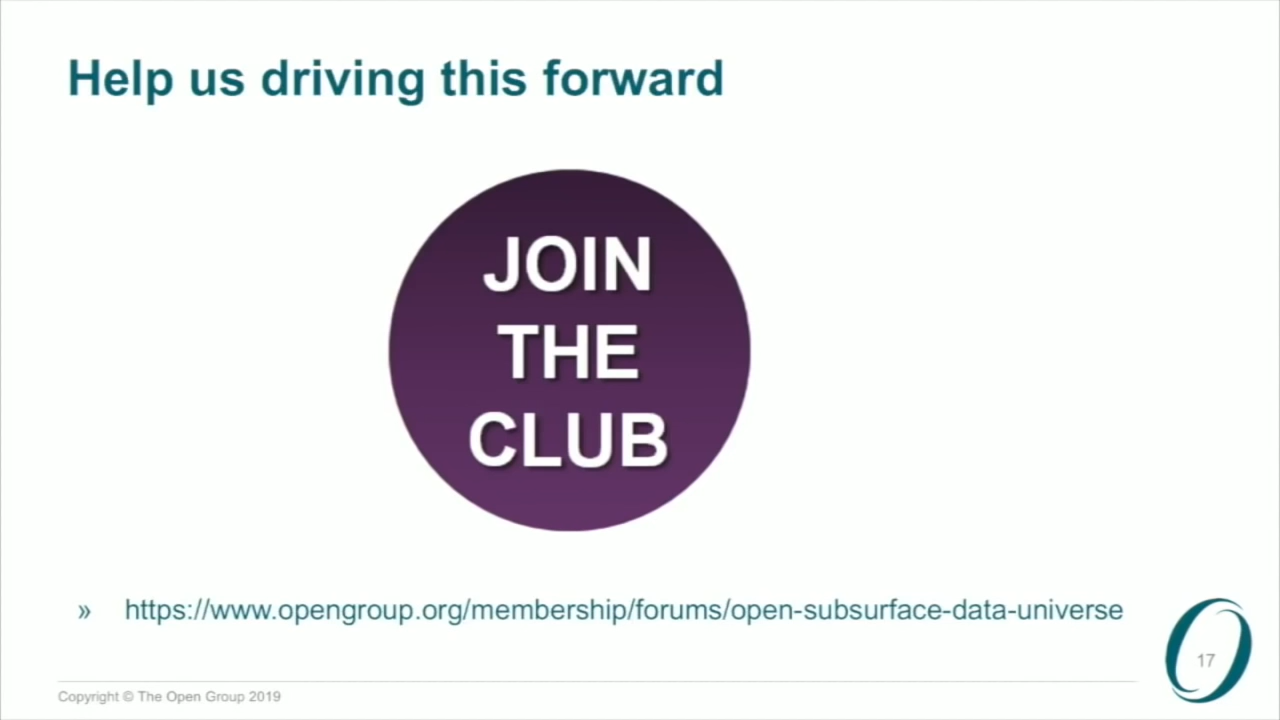 Help us driving this forward
JOIN
THE
CLUB
» https://www.opengroup.org/membership/forums/open-subsurface-data-universe
17
Copyright © The Open Group 2019